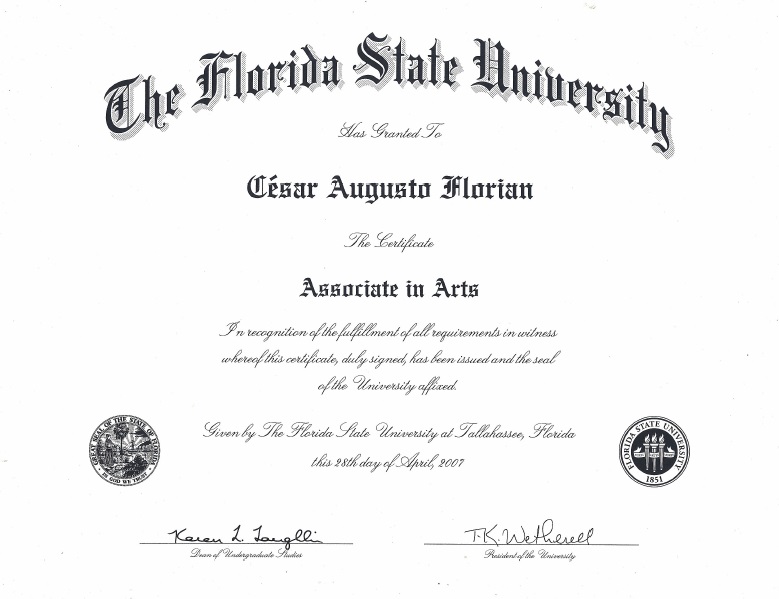 The Florida State University
Has Granted To
César Augusto Florian
The Certificate
Associate in Arts
In recognition of the fulfillment of all requirements in witness
whereof this certificate, duly signed, has been issued and the seal
of the University affixed.
Given by The Florida State University at Tallahassee, Florida
this 28th day of April, 2007
GREAT SEAL OF THE STATE OF FLORIDA
IN GOD WE TRUST
FLORIDA STATE UNIVERSITY
1851
Karen L. Laughlin
T.K. Wetherell
Dean of Undergraduate Studies
President of the University